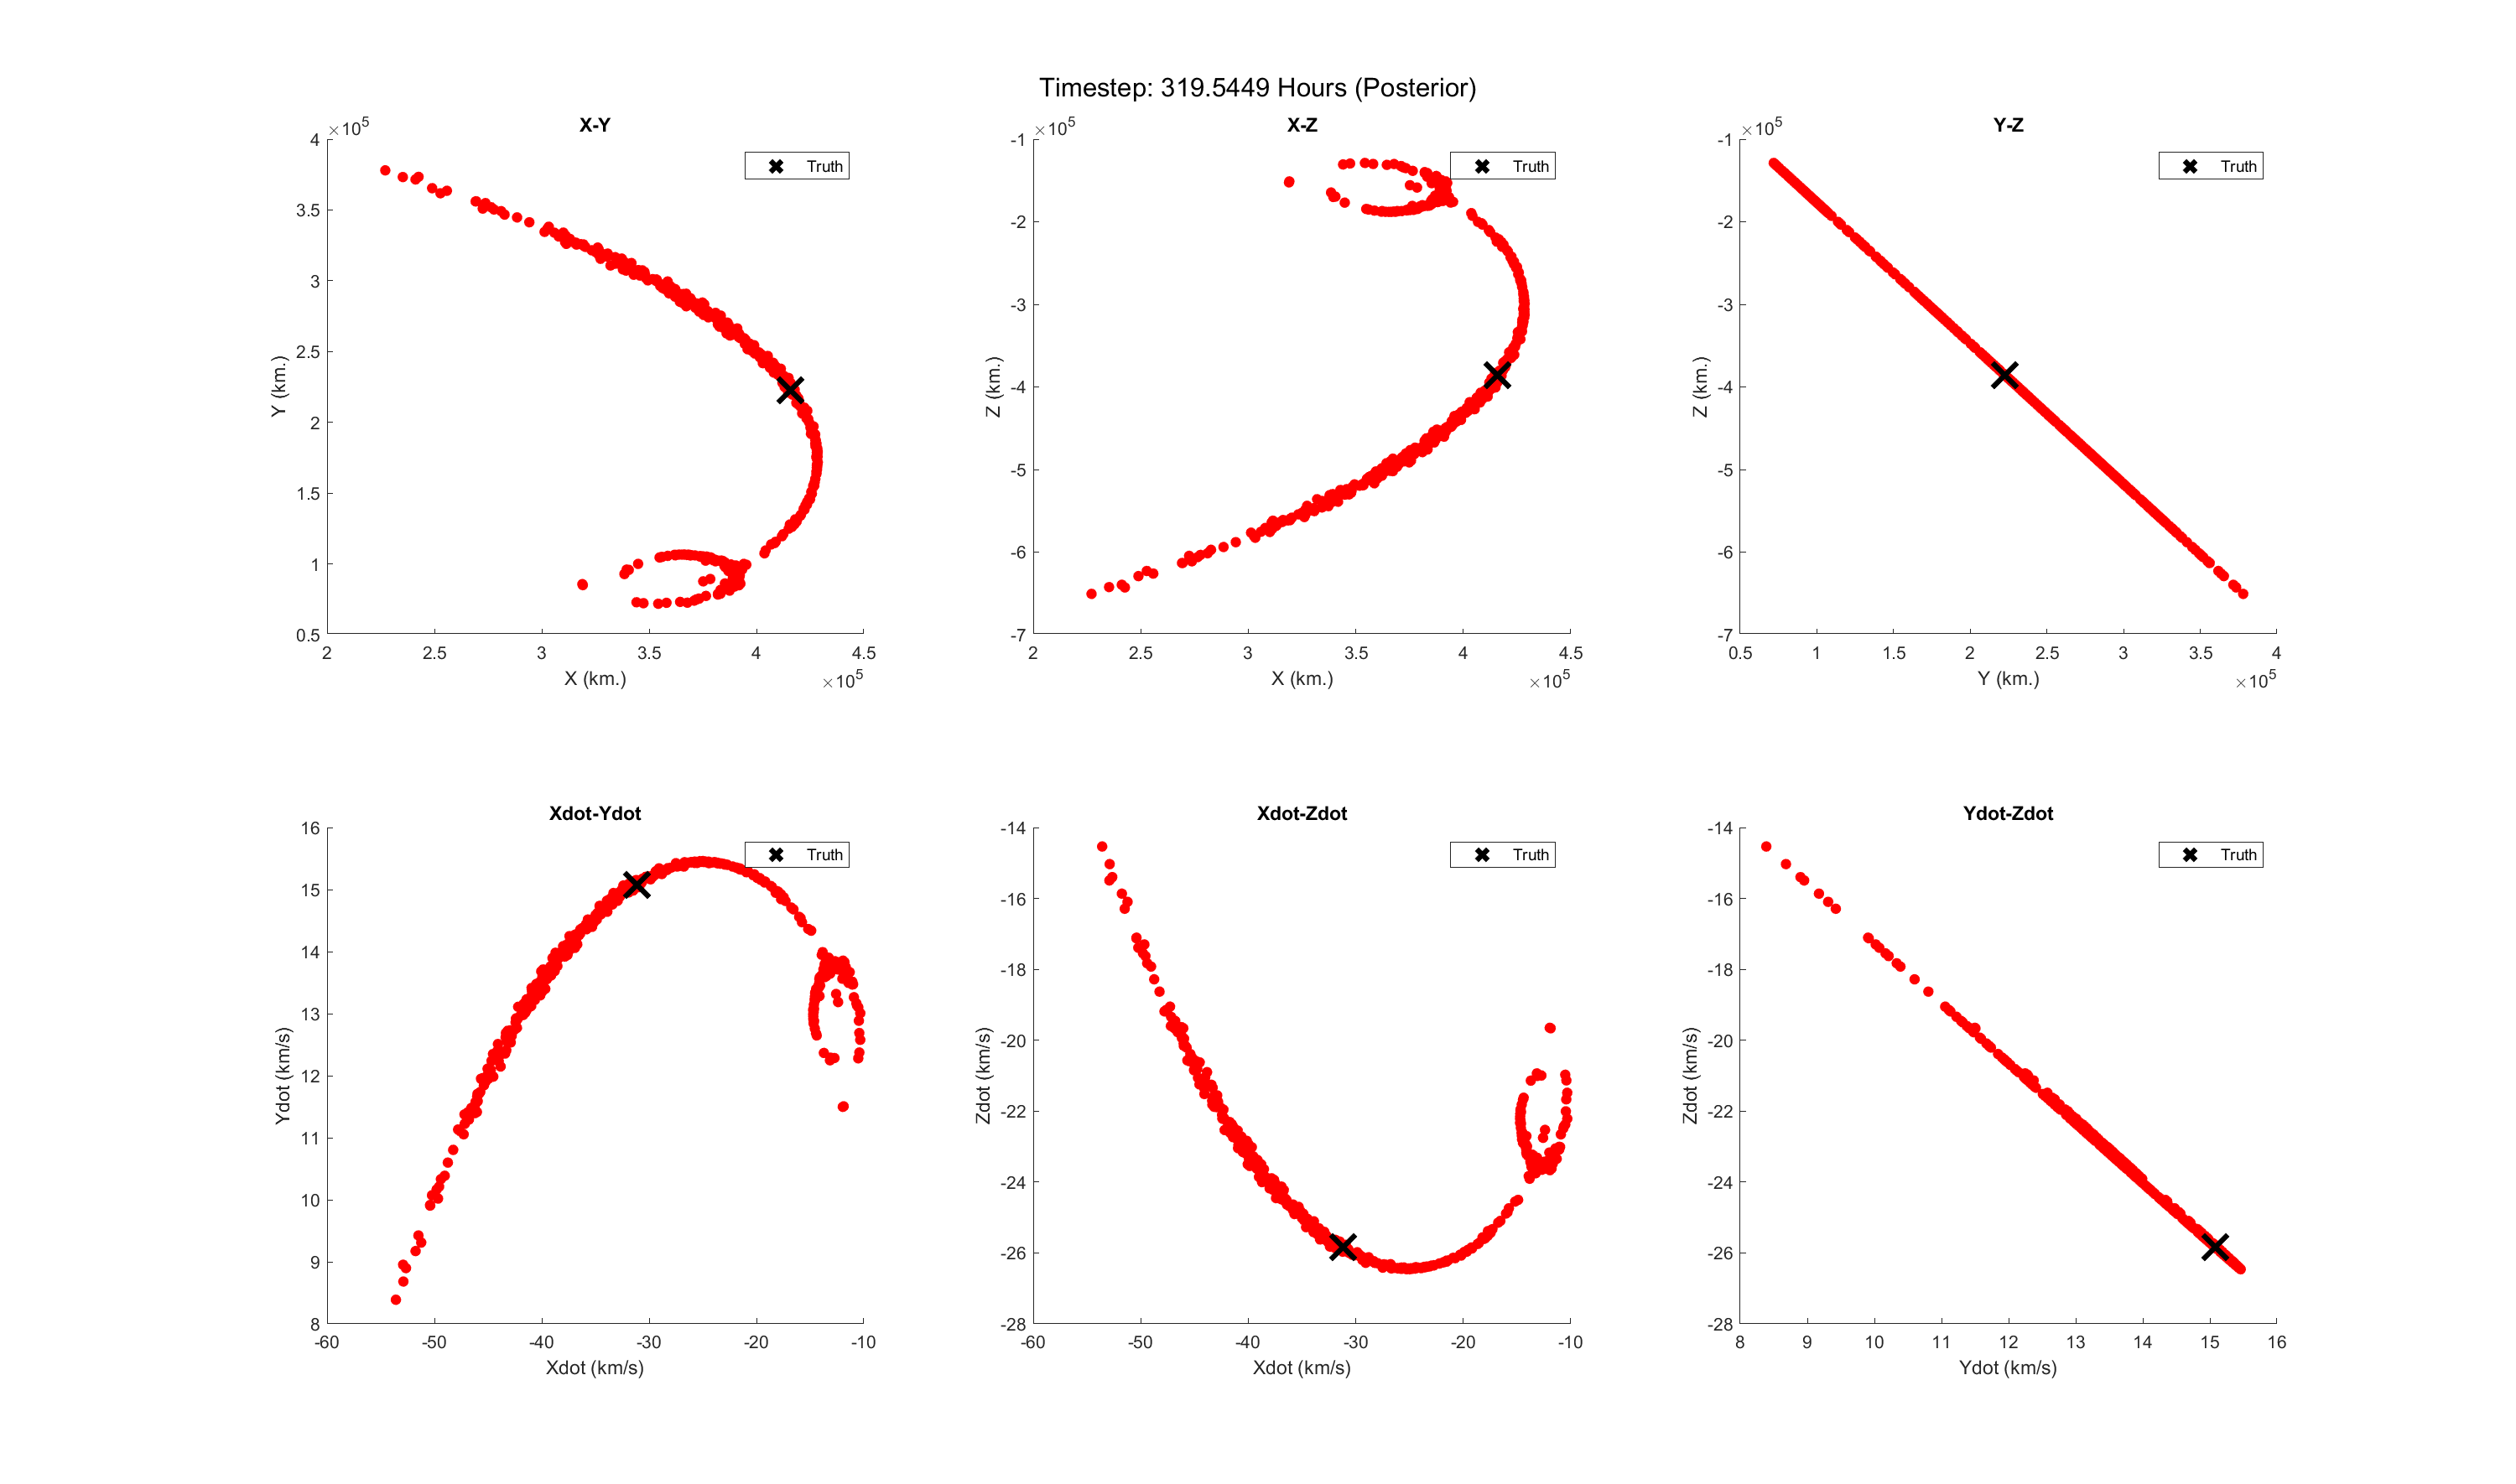 Timestep: 319.5449 Hours (Posterior)
X-Y
×10^5
4
3.5
3
2.5
2
1.5
1
0.5
Y (km.)
2 2.5 3 3.5 4 4.5
X (km.)
×10^5
Truth
X-Z
×10^5
-1
-2
-3
-4
-5
-6
-7
Z (km.)
2 2.5 3 3.5 4 4.5
X (km.)
×10^5
Truth
Y-Z
×10^5
-1
-2
-3
-4
-5
-6
-7
Z (km.)
0.5 1 1.5 2 2.5 3 3.5 4
Y (km.)
×10^5
Truth
Xdot-Ydot
16
15
14
13
12
11
10
9
8
Ydot (km/s)
-60 -50 -40 -30 -20 -10
Xdot (km/s)
Truth
Xdot-Zdot
-14
-16
-18
-20
-22
-24
-26
-28
Zdot (km/s)
-60 -50 -40 -30 -20 -10
Xdot (km/s)
Truth
Ydot-Zdot
-14
-16
-18
-20
-22
-24
-26
-28
Zdot (km/s)
8 9 10 11 12 13 14 15 16
Ydot (km/s)
Truth